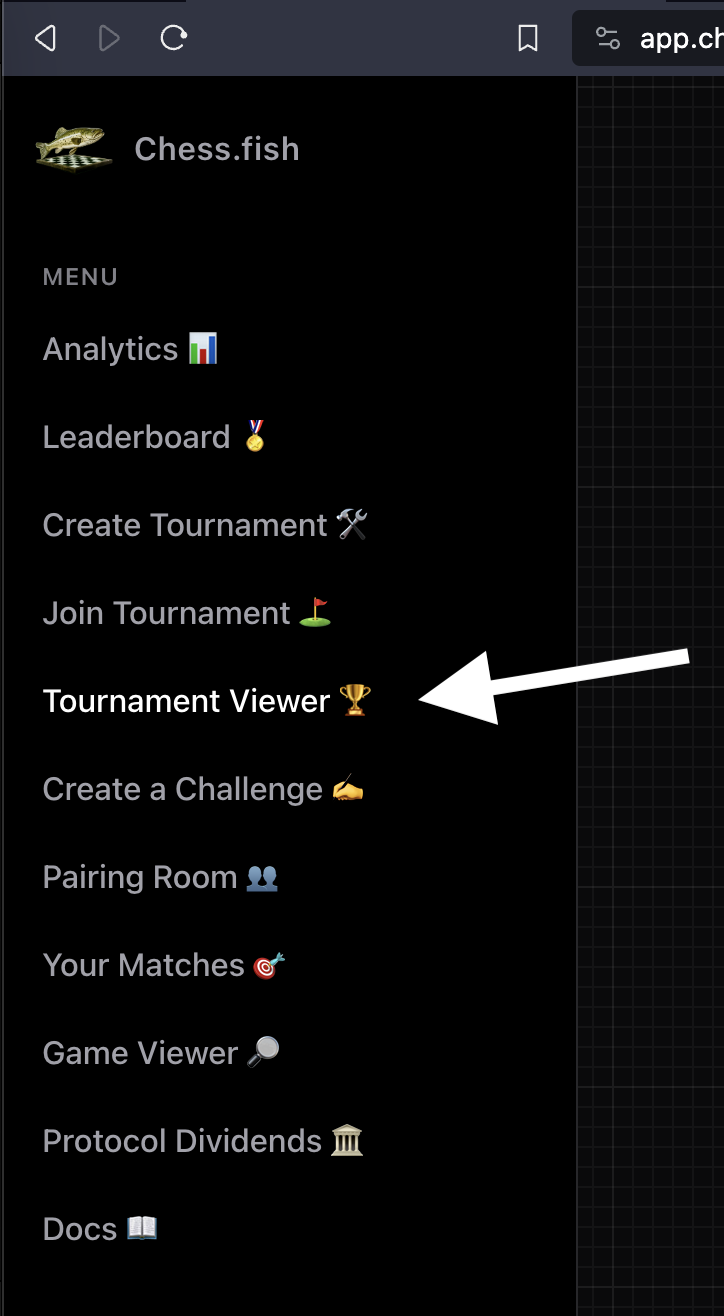 app.ch
Chess.fish
MENU
Analytics 📊
Leaderboard 🏅
Create Tournament 🛠
Join Tournament ⛳
Tournament Viewer 🏆
Create a Challenge ✍
Pairing Room 👥
Your Matches 🎯
Game Viewer 🔎
Protocol Dividends 🏛
Docs 📖